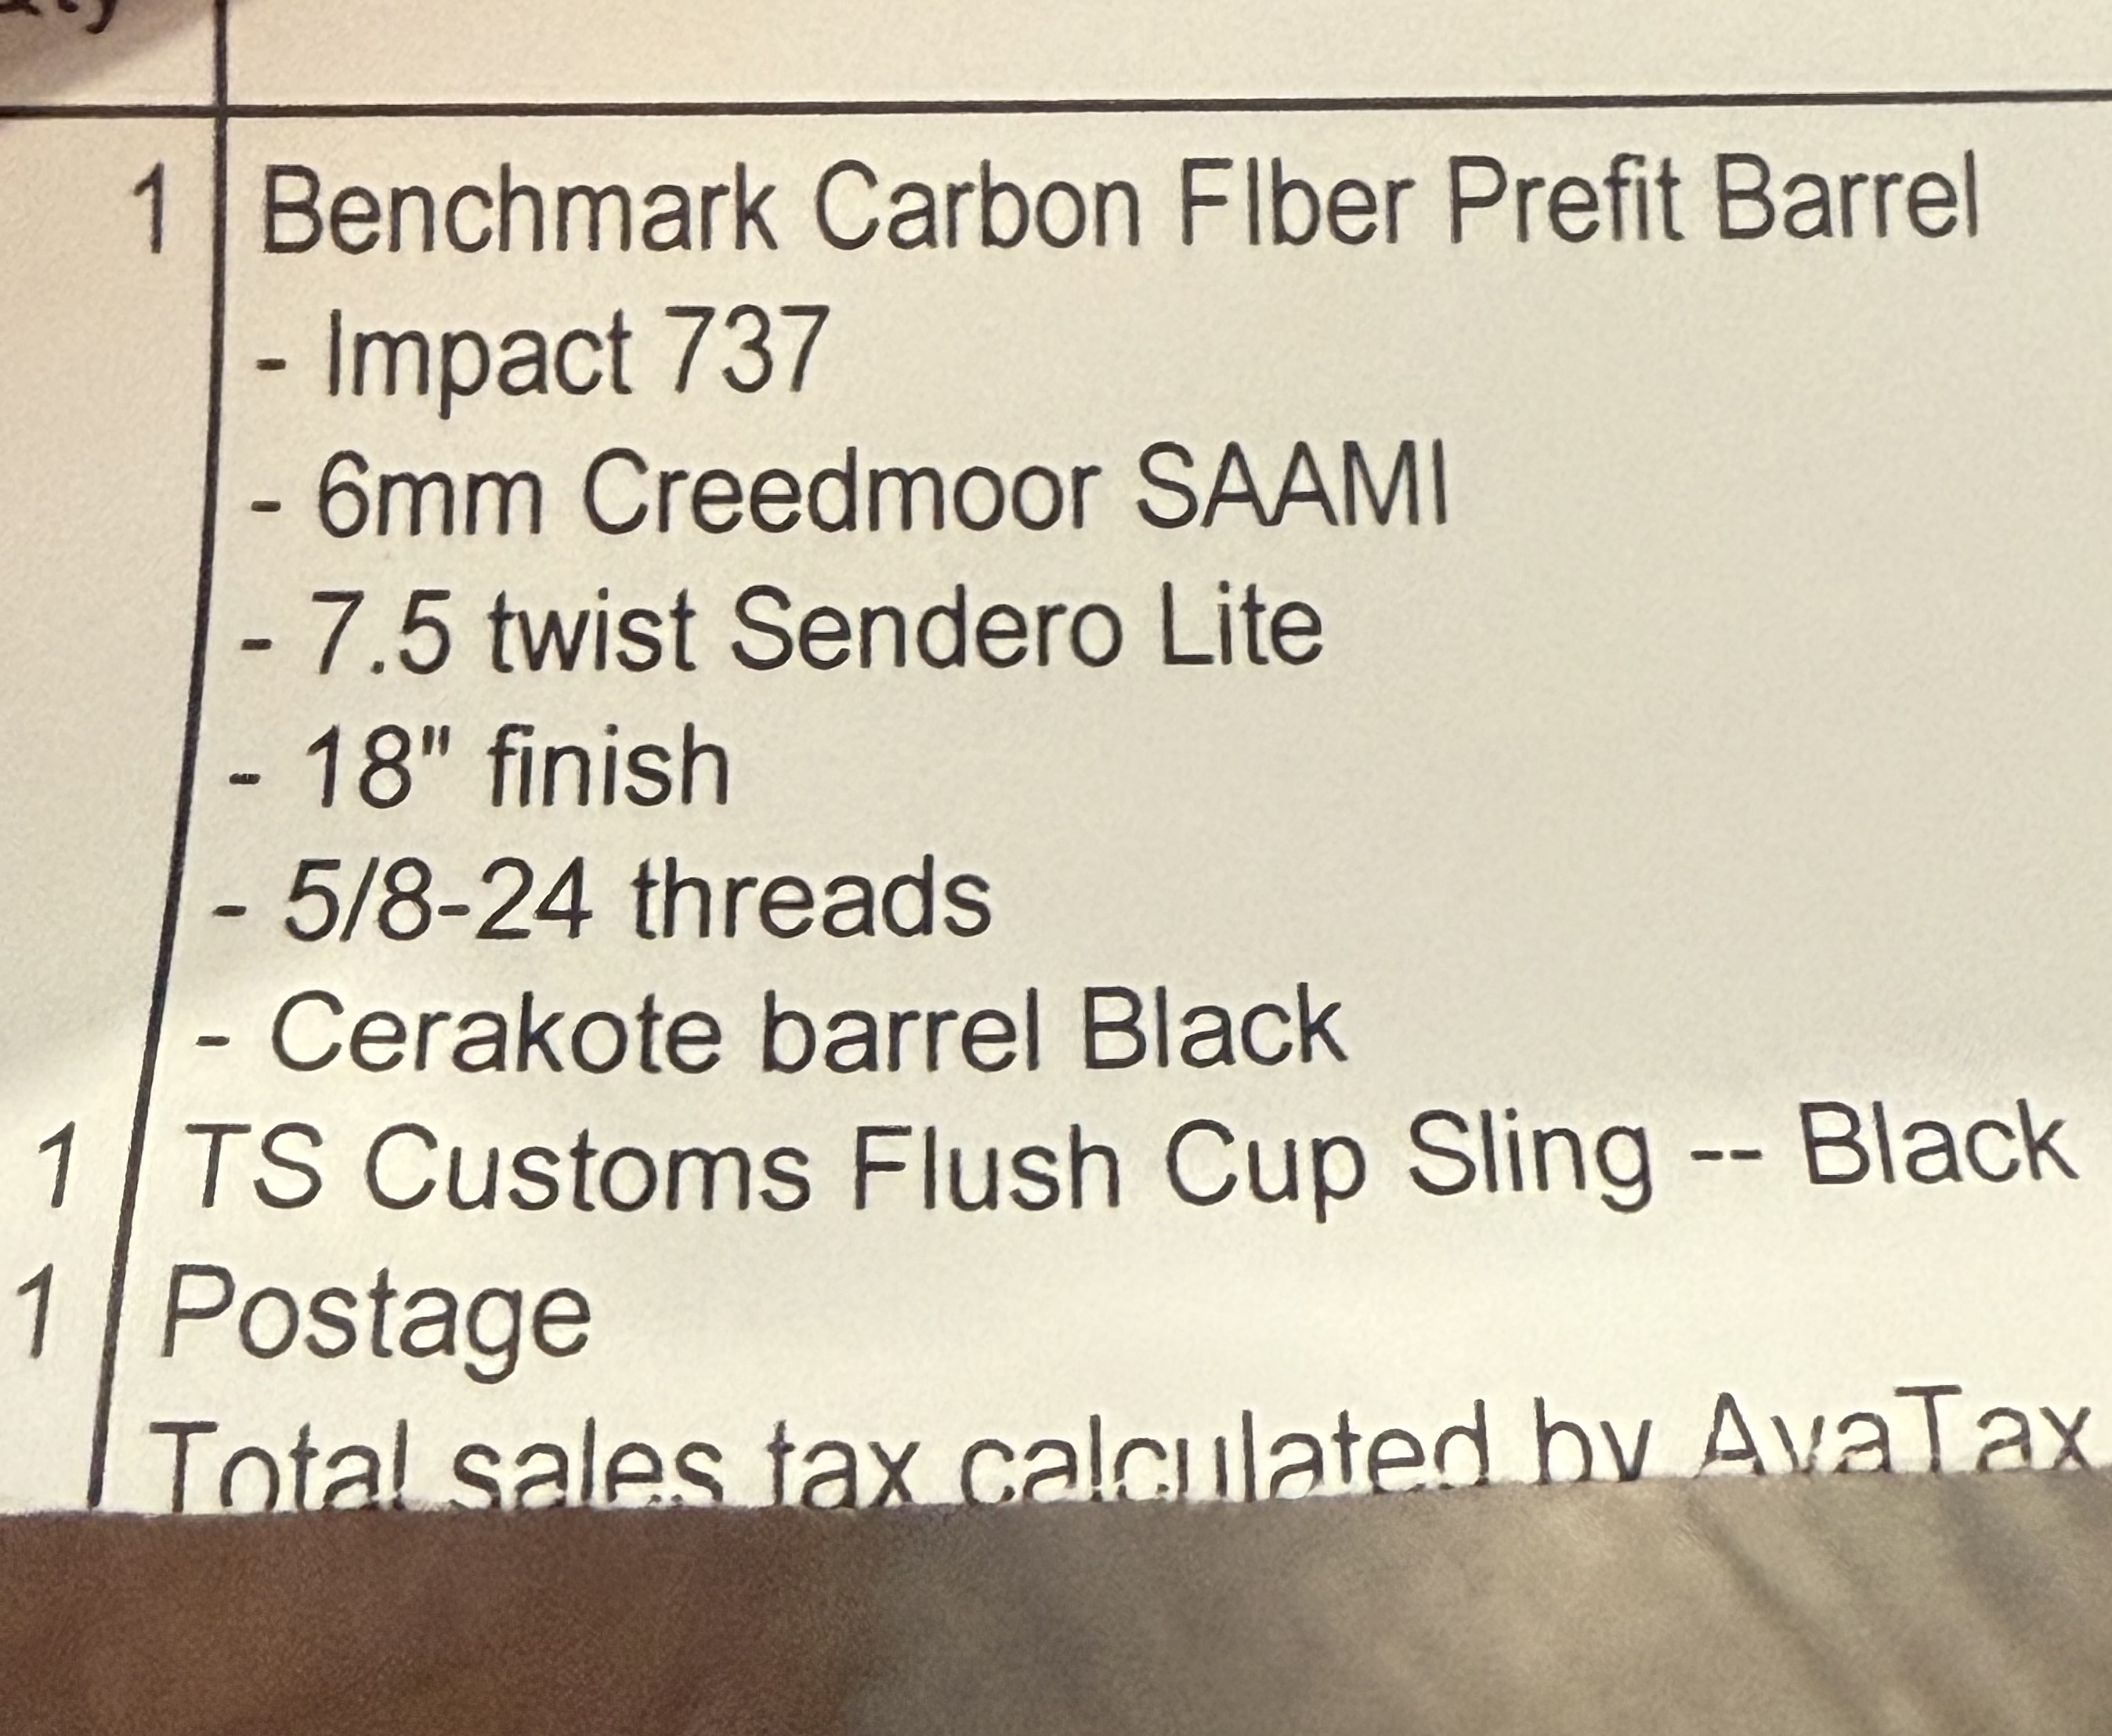 1 Benchmark Carbon FIber Prefit Barrel
- Impact 737
- 6mm Creedmoor SAAMI
- 7.5 twist Sendero Lite
- 18" finish
- 5/8-24 threads
- Cerakote barrel Black
1 TS Customs Flush Cup Sling -- Black
1 Postage
Total sales tax calculated by AvaTax